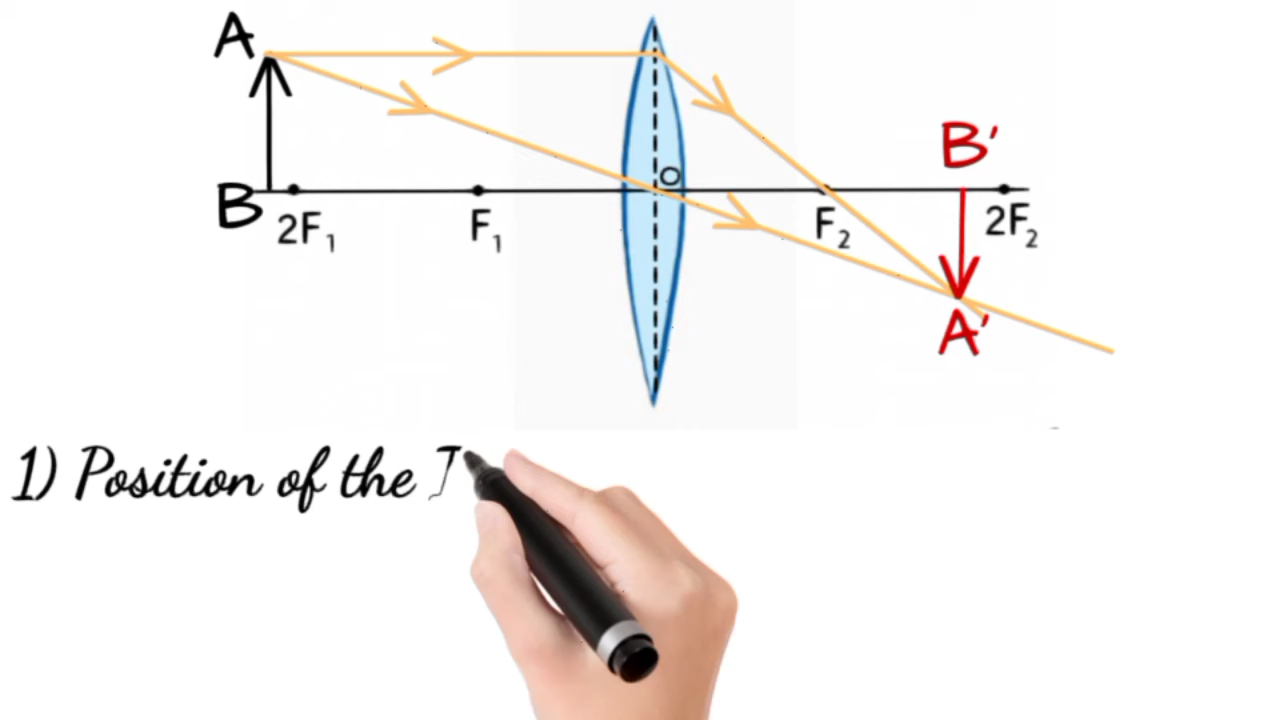 A
B'
O
B
2F₁
F₁
F₂
2F₂
A'
1) Position of the I